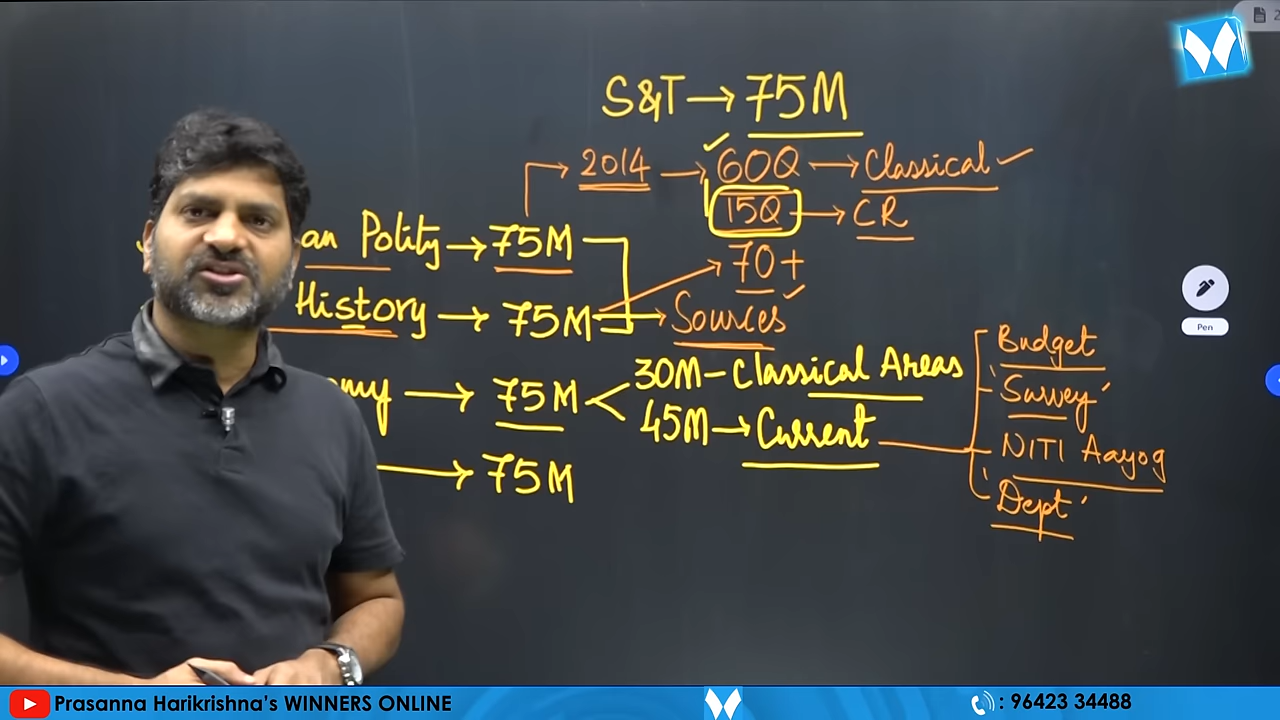 S&T → 75M
2014 → 60Q → Classical
15Q → CR
an Polity → 75M
70+
History → 75M → Sources
my → 75M < 30M - Classical Areas
45M → Current
Budget
'Survey'
NITI Aayog
'Dept'
→ 75M
Pen
Prasanna Harikrishna's WINNERS ONLINE
: 96423 34488